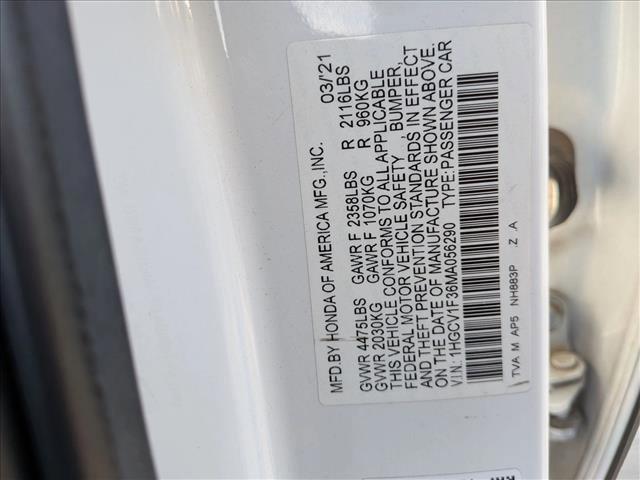 MFD.BY HONDA OF AMERICA MFG.,INC. 03/'21
GVWR 4475LBS GAWR F 2358LBS R 2116LBS
GVWR 2030KG GAWR F 1070KG R 960KG
THIS VEHICLE CONFORMS TO ALL APPLICABLE
FEDERAL MOTOR VEHICLE SAFETY , BUMPER,
AND THEFT PREVENTION STANDARDS IN EFFECT
ON THE DATE OF MANUFACTURE SHOWN ABOVE.
V.I.N: 1HGCV1F36MA056290 TYPE:PASSENGER CAR
TVA M AP5 NH883P .Z .A